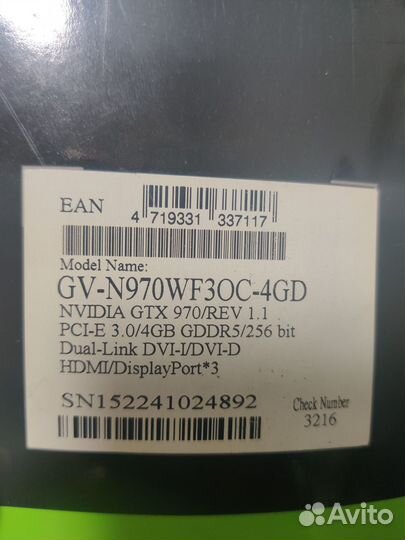 EAN
4 719331 337117
Model Name:
GV-N970WF3OC-4GD
NVIDIA GTX 970/REV 1.1
PCI-E 3.0/4GB GDDR5/256 bit
Dual-Link DVI-I/DVI-D
HDMI/DisplayPort*3
SN152241024892
Check Number
3216
Avito